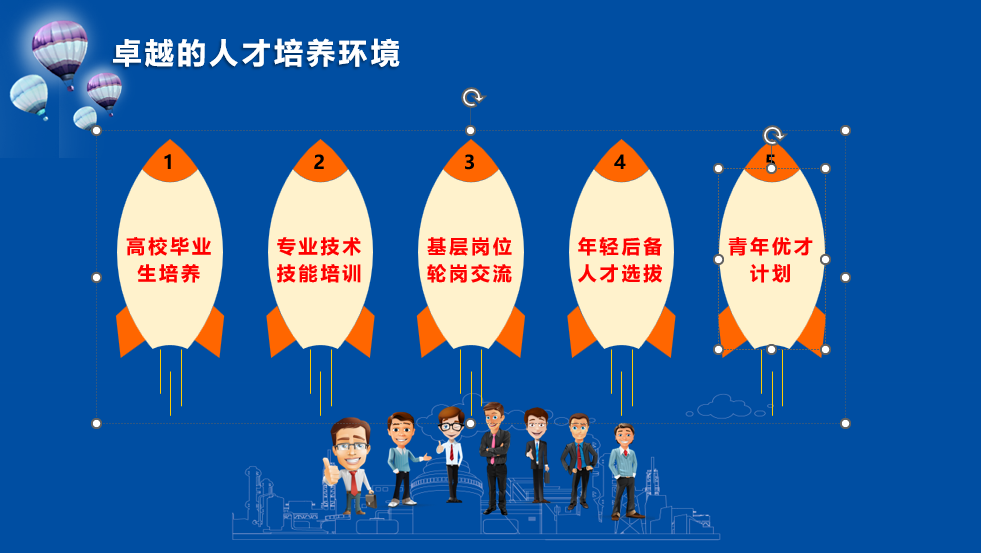 卓越的人才培养环境
1
2
3
4
5
高校毕业
生培养
专业技术
技能培训
基层岗位
轮岗交流
年轻后备
人才选拔
青年优才
计划